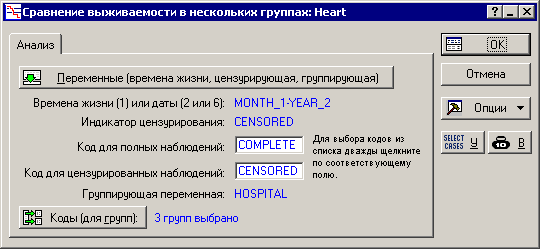 Сравнение выживаемости в нескольких группах: Heart
Анализ
Переменные (времена жизни, цензурирующая, группирующая)
Времена жизни (1) или даты (2 или 6): MONTH_1-YEAR_2
Индикатор цензурирования: CENSORED
Код для полных наблюдений: COMPLETE
Код для цензурированных наблюдений: CENSORED
Для выбора кодов из
списка дважды щелкните
по соответствующему
полю.
Группирующая переменная: HOSPITAL
Коды (для групп): 3 групп выбрано
OK
Отмена
Опции
SELECT
CASES У
В